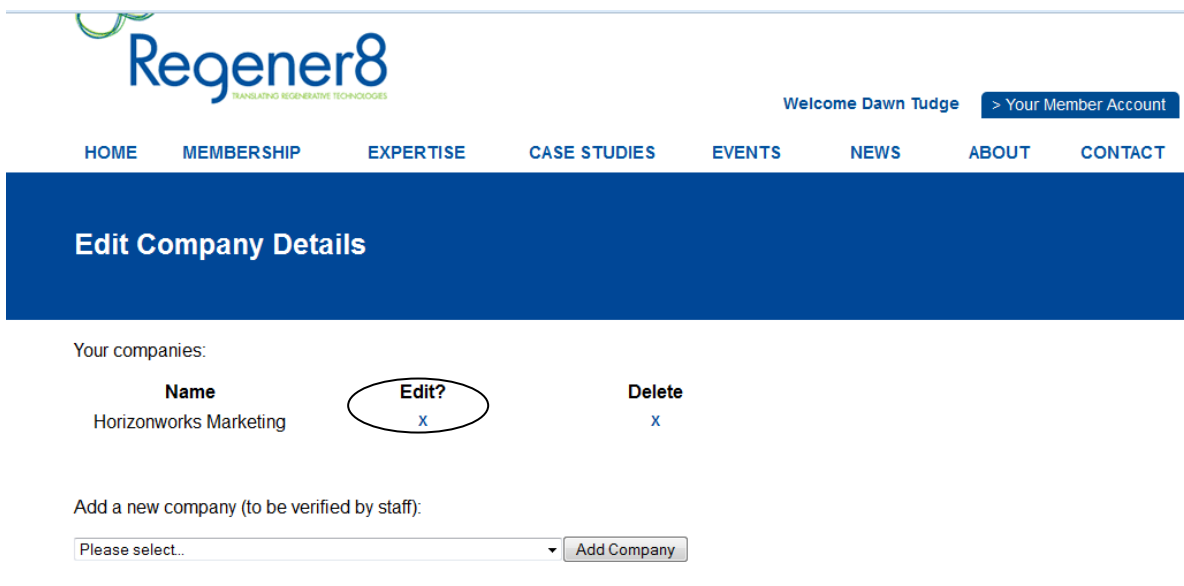 Regener8
TRANSLATING REGENERATIVE TECHNOLOGIES
Welcome Dawn Tudge > Your Member Account
HOME MEMBERSHIP EXPERTISE CASE STUDIES EVENTS NEWS ABOUT CONTACT
Edit Company Details
Your companies:
Name Edit? Delete
Horizonworks Marketing X X
Add a new company (to be verified by staff):
Please select... Add Company